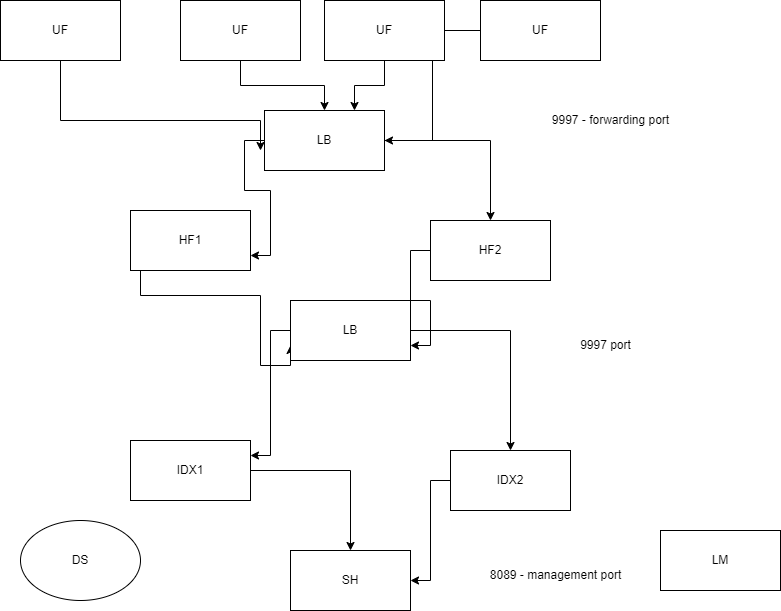 UF
UF
UF
UF
LB
9997 - forwarding port
HF1
HF2
LB
9997 port
IDX1
IDX2
DS
SH
8089 - management port
LM